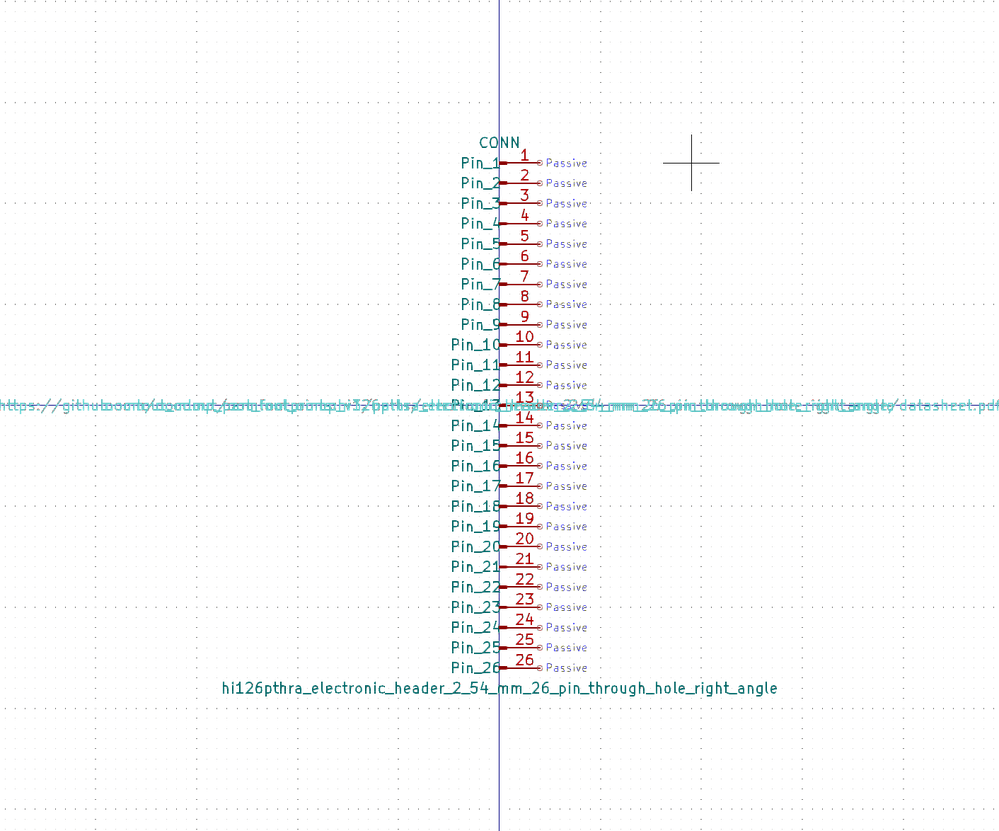 CONN
Pin_1 1 Passive
Pin_2 2 Passive
Pin_3 3 Passive
Pin_4 4 Passive
Pin_5 5 Passive
Pin_6 6 Passive
Pin_7 7 Passive
Pin_8 8 Passive
Pin_9 9 Passive
Pin_10 10 Passive
Pin_11 11 Passive
Pin_12 12 Passive
13
Pin_14 14 Passive
Pin_15 15 Passive
Pin_16 16 Passive
Pin_17 17 Passive
Pin_18 18 Passive
Pin_19 19 Passive
Pin_20 20 Passive
Pin_21 21 Passive
Pin_22 22 Passive
Pin_23 23 Passive
Pin_24 24 Passive
Pin_25 25 Passive
Pin_26 26 Passive
hi126pthra_electronic_header_2_54_mm_26_pin_through_hole_right_angle